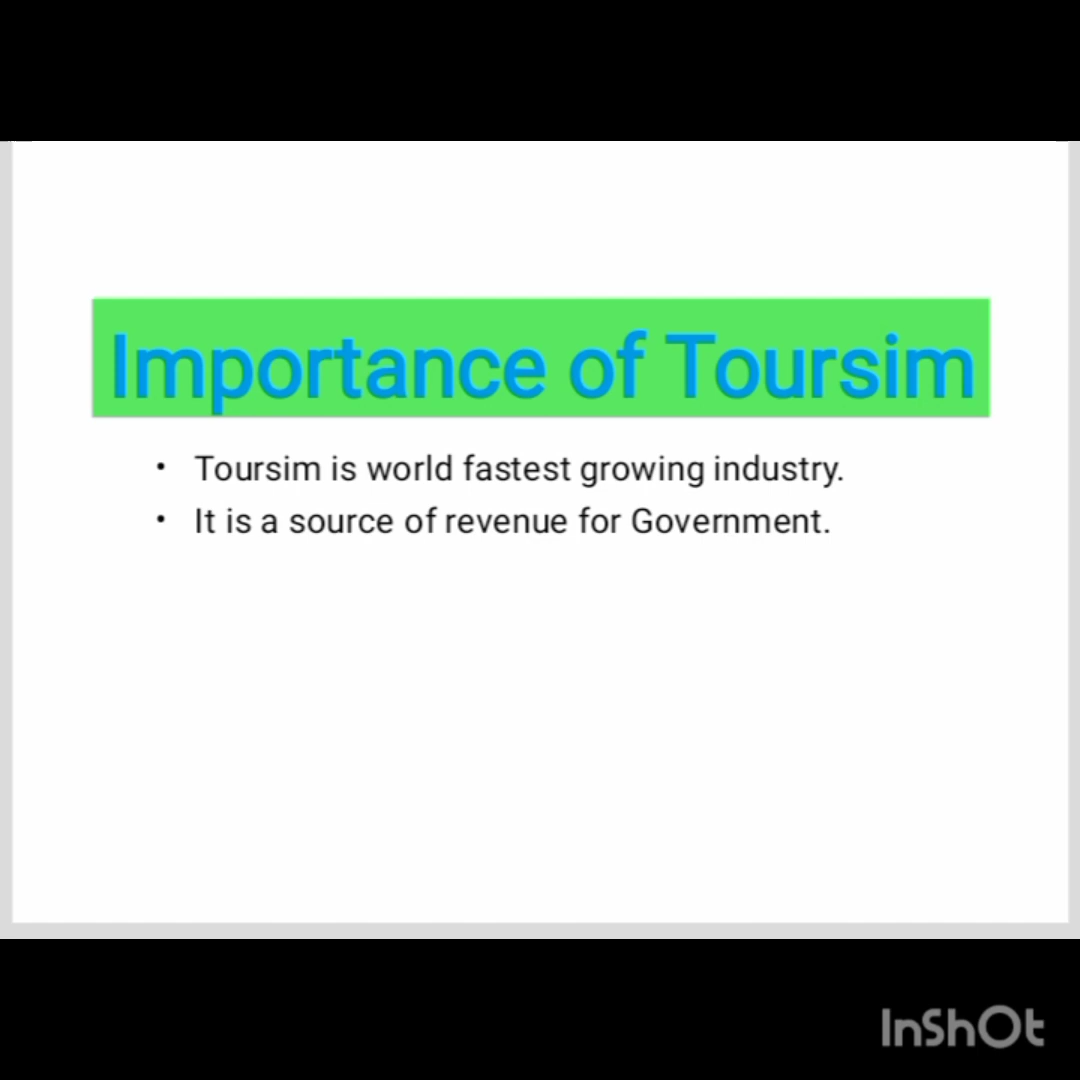 Importance of Toursim
• Toursim is world fastest growing industry.
• It is a source of revenue for Government.
InShOt